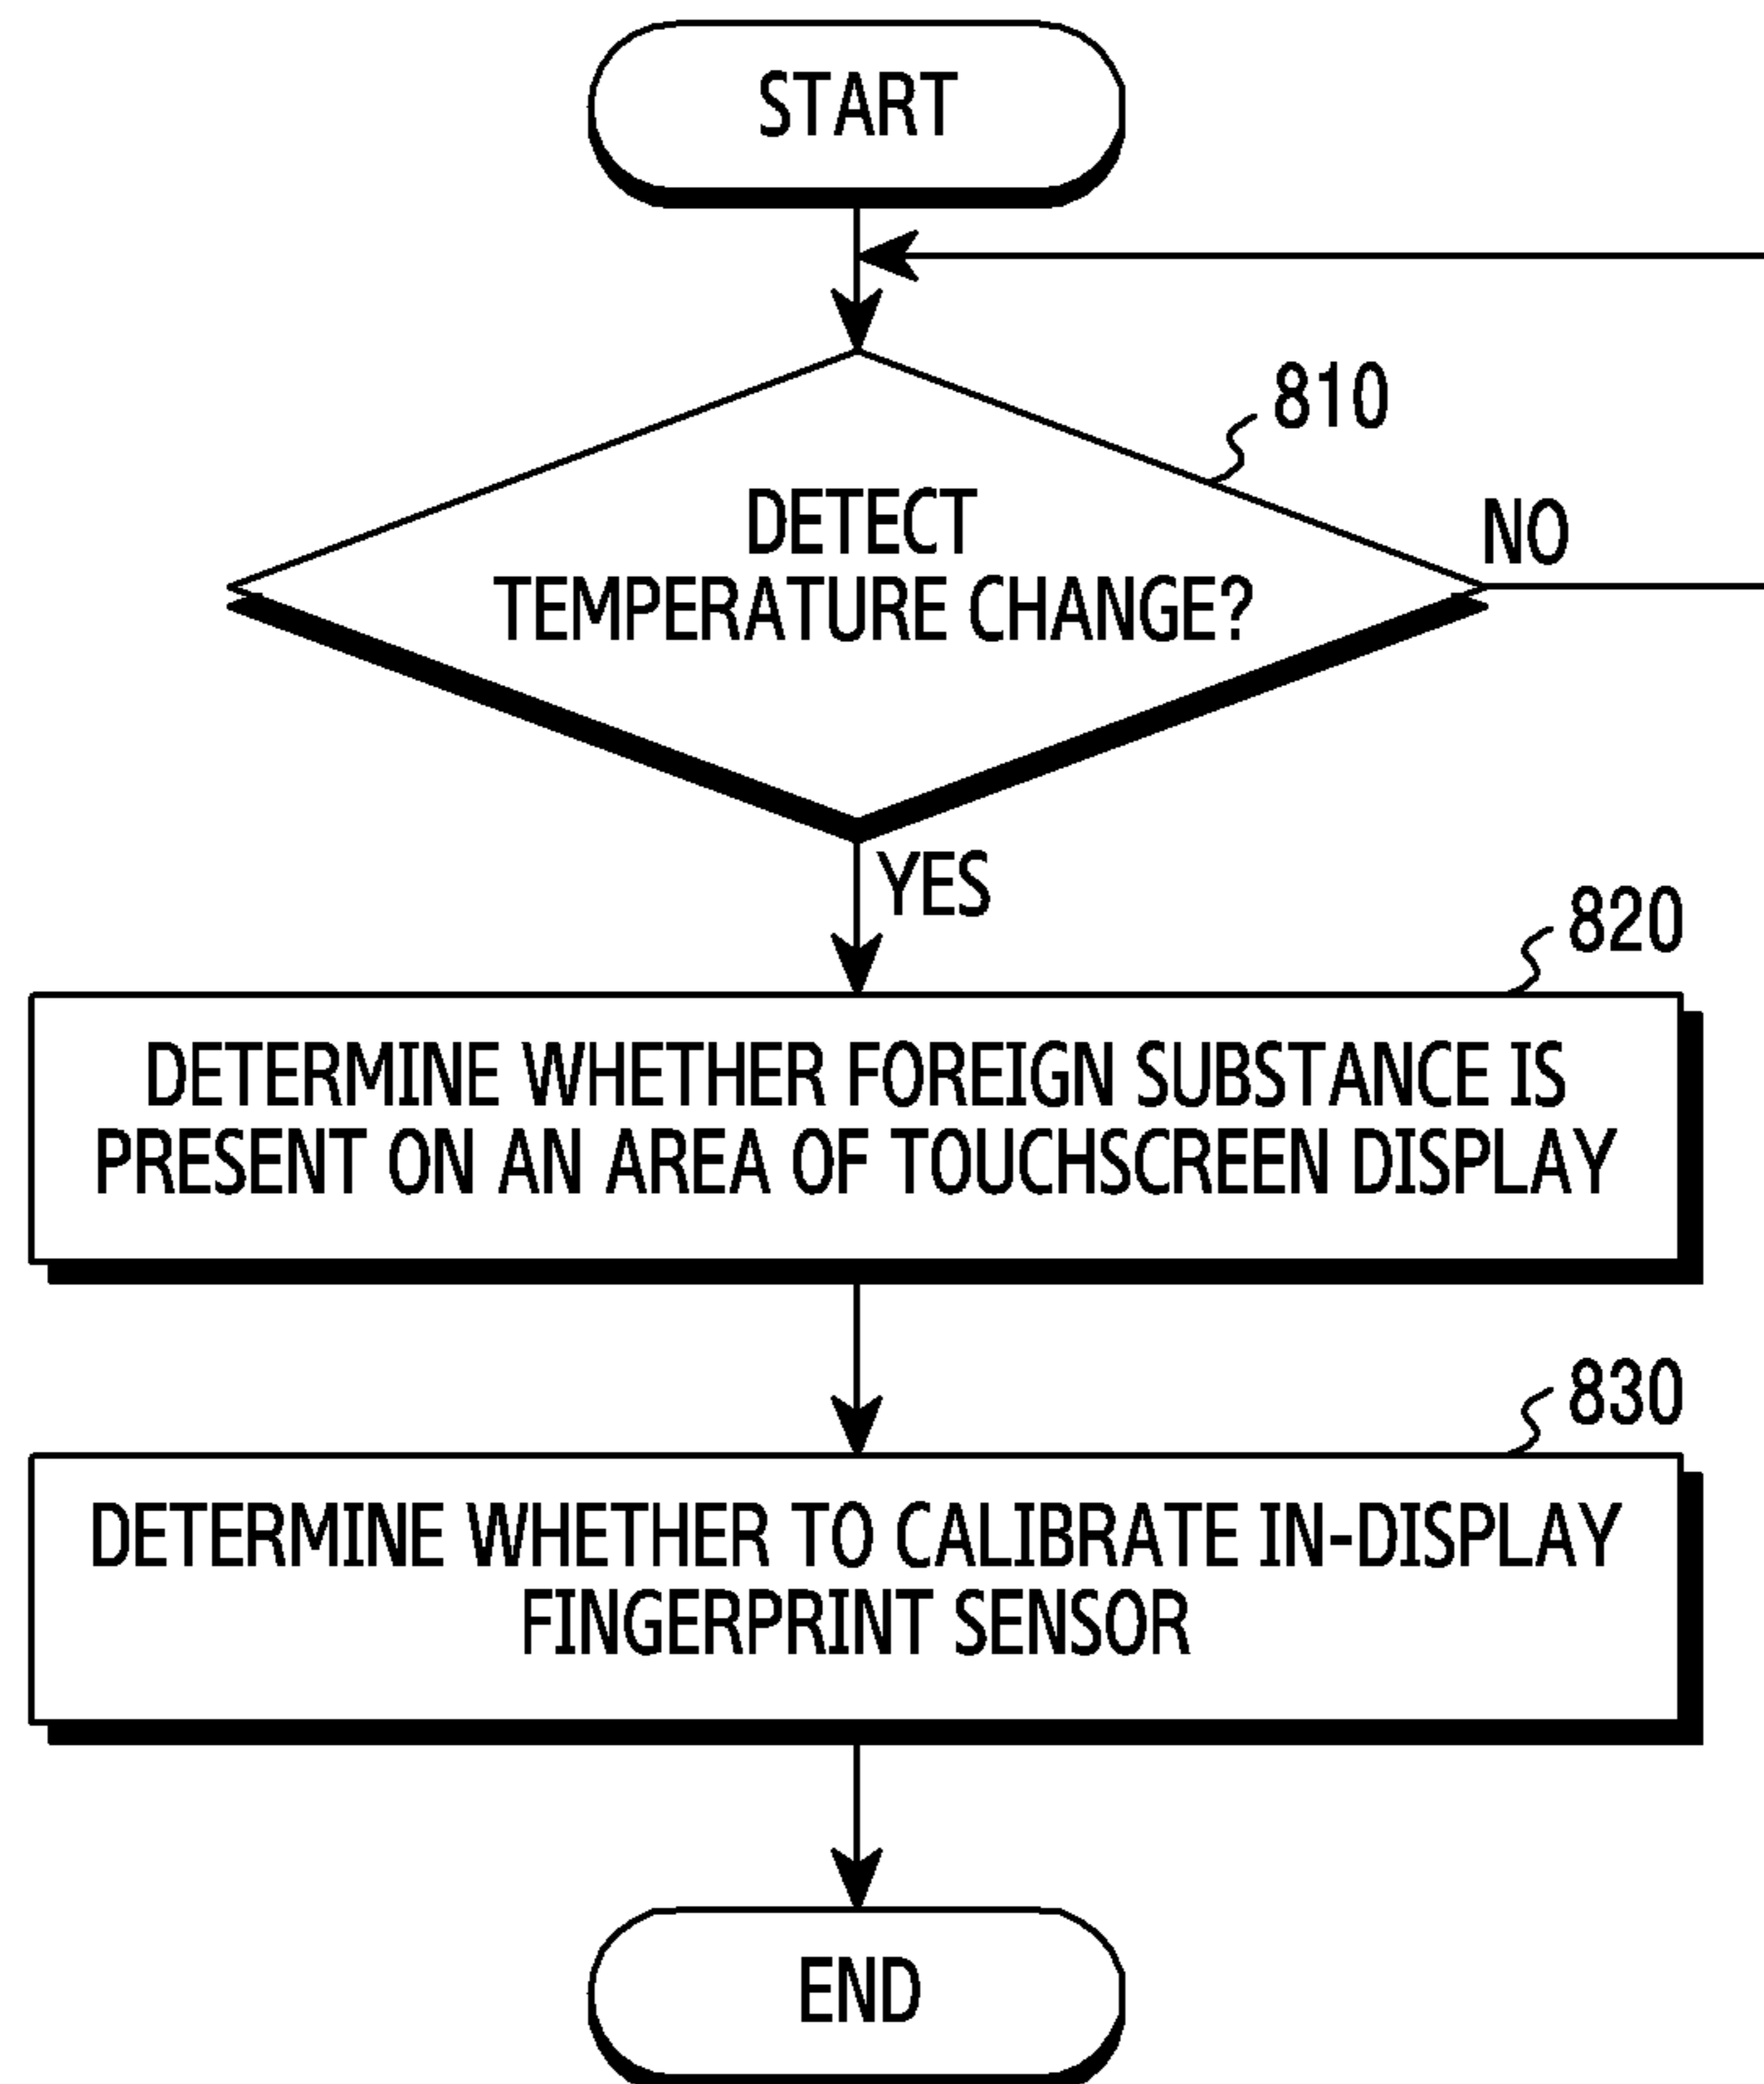 START
810
DETECT
TEMPERATURE CHANGE?
NO
YES
820
DETERMINE WHETHER FOREIGN SUBSTANCE IS
PRESENT ON AN AREA OF TOUCHSCREEN DISPLAY
830
DETERMINE WHETHER TO CALIBRATE IN-DISPLAY
FINGERPRINT SENSOR
END